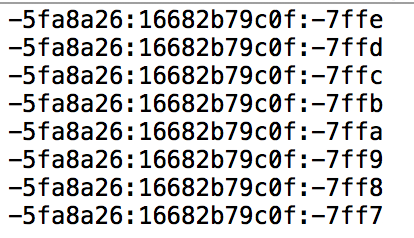 -5fa8a26:16682b79c0f:-7ffe
-5fa8a26:16682b79c0f:-7ffd
-5fa8a26:16682b79c0f:-7ffc
-5fa8a26:16682b79c0f:-7ffb
-5fa8a26:16682b79c0f:-7ffa
-5fa8a26:16682b79c0f:-7ff9
-5fa8a26:16682b79c0f:-7ff8
-5fa8a26:16682b79c0f:-7ff7